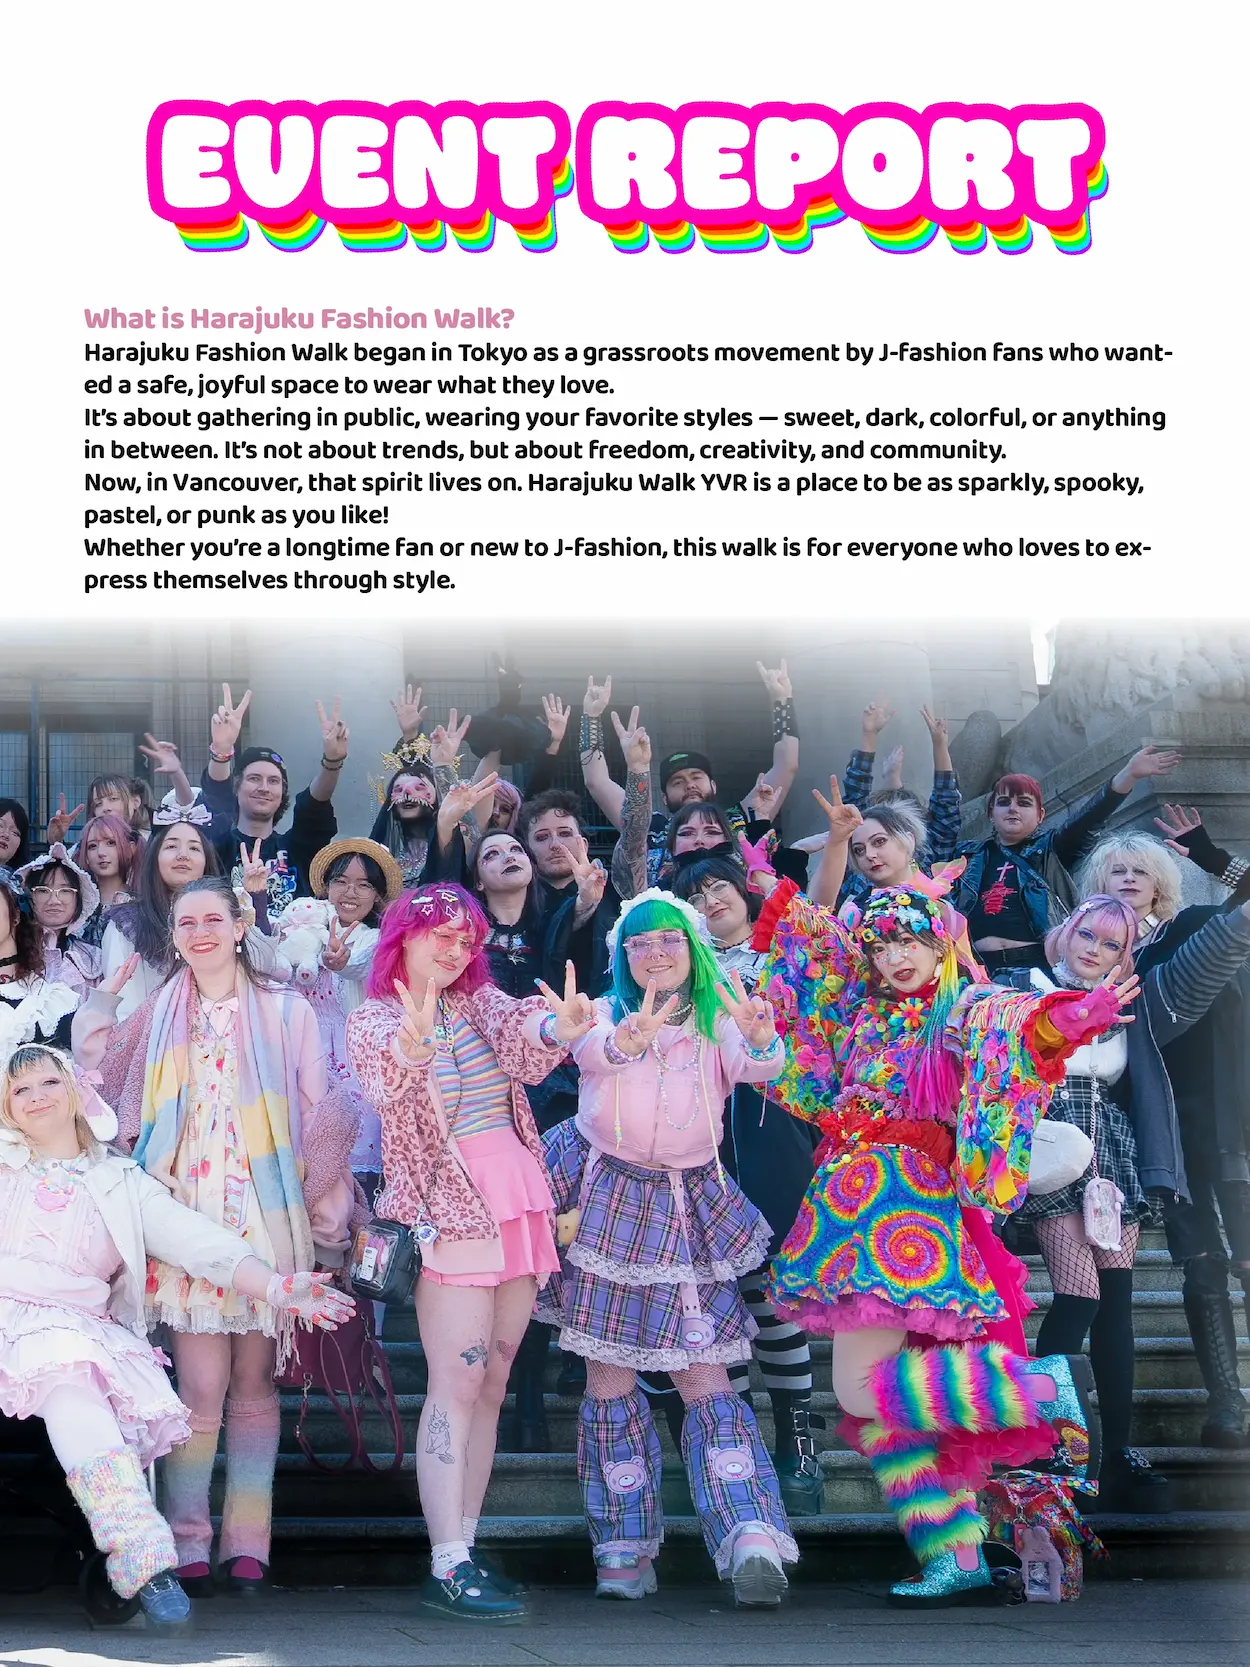 EVENT REPORT
What is Harajuku Fashion Walk?
Harajuku Fashion Walk began in Tokyo as a grassroots movement by J-fashion fans who want-
ed a safe, joyful space to wear what they love.
It's about gathering in public, wearing your favorite styles — sweet, dark, colorful, or anything
in between. It's not about trends, but about freedom, creativity, and community.
Now, in Vancouver, that spirit lives on. Harajuku Walk YVR is a place to be as sparkly, spooky,
pastel, or punk as you like!
Whether you're a longtime fan or new to J-fashion, this walk is for everyone who loves to ex-
press themselves through style.